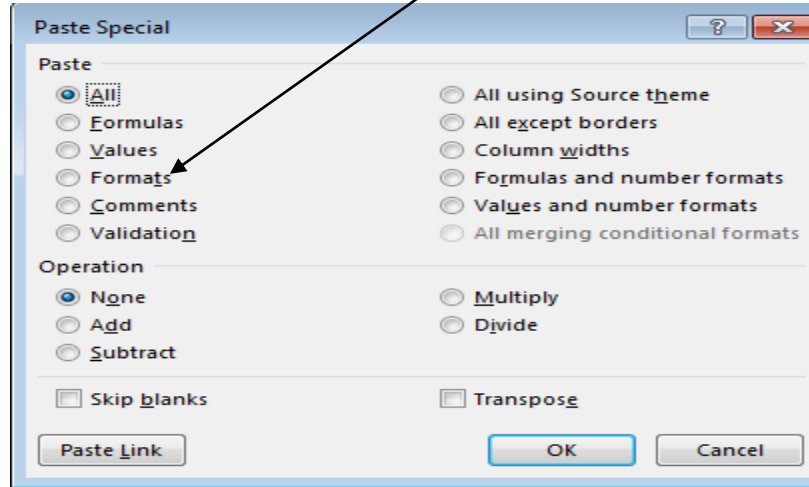 Paste Special
Paste
All
Formulas
Values
Formats
Comments
Validation
All using Source theme
All except borders
Column widths
Formulas and number formats
Values and number formats
All merging conditional formats
Operation
None
Add
Subtract
Multiply
Divide
Skip blanks
Transpose
Paste Link
OK
Cancel